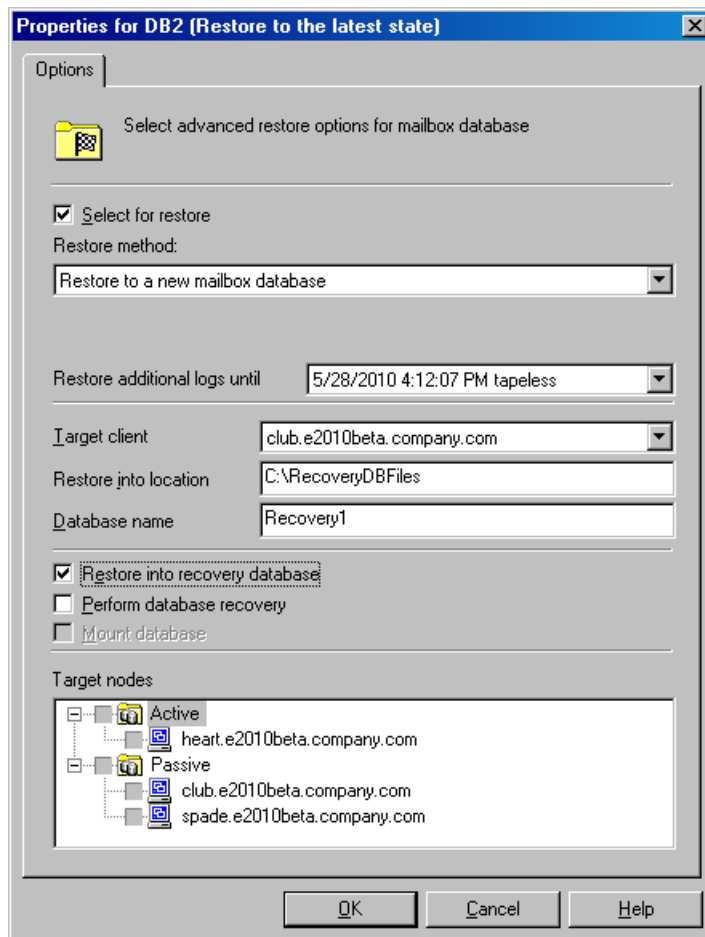 Properties for DB2 (Restore to the latest state)
Options
Select advanced restore options for mailbox database
Select for restore
Restore method:
Restore to a new mailbox database
Restore additional logs until 5/28/2010 4:12:07 PM tapeless
Target client club.e2010beta.company.com
Restore into location C:\RecoveryDBFiles
Database name Recovery1
Restore into recovery database
Perform database recovery
Mount database
Target nodes
Active
heart.e2010beta.company.com
Passive
club.e2010beta.company.com
spade.e2010beta.company.com
OK Cancel Help